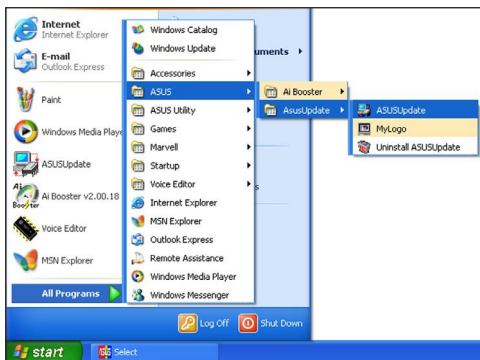 Internet
Internet Explorer
E-mail
Outlook Express
Paint
Windows Media Playe
ASUSUpdate
Ai Booster v2.00.18
Voice Editor
MSN Explorer
All Programs
Windows Catalog
Windows Update
Accessories
ASUS
ASUS Utility
Games
Marvell
Startup
Voice Editor
Internet Explorer
MSN Explorer
Outlook Express
Remote Assistance
Windows Media Player
Windows Messenger
uments
s
Ai Booster
AsusUpdate
ASUSUpdate
MyLogo
Uninstall ASUSUpdate
Log Off
Shut Down
start
Select